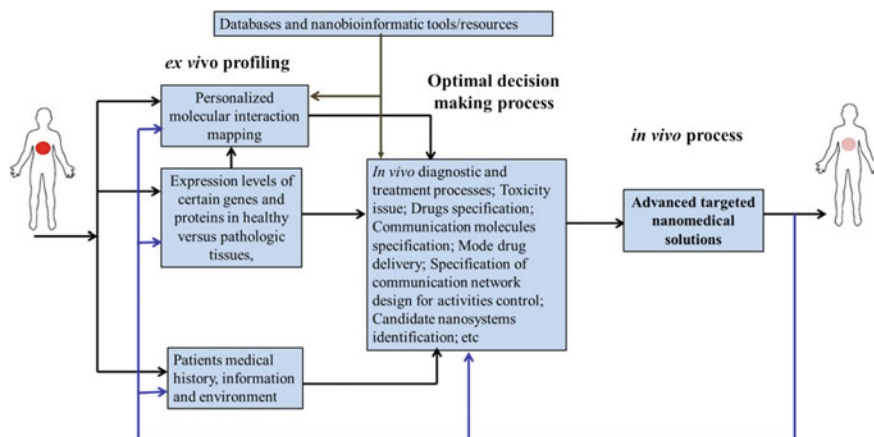 Databases and nanobioinformatic tools/resources
ex vivo profiling
Personalized
molecular interaction
mapping
Optimal decision
making process
in vivo process
Expression levels of
certain genes and
proteins in healthy
versus pathologic
tissues,
In vivo diagnostic and
treatment processes; Toxicity
issue; Drugs specification;
Communication molecules
specification; Mode drug
delivery; Specification of
communication network
design for activities control;
Candidate nanosystems
identification; etc
Advanced targeted
nanomedical
solutions
Patients medical
history, information
and environment